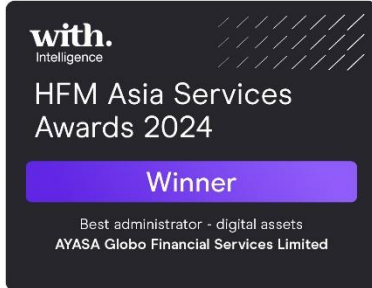 with.
Intelligence
HFM Asia Services
Awards 2024
Winner
Best administrator - digital assets
AYASA Globo Financial Services Limited